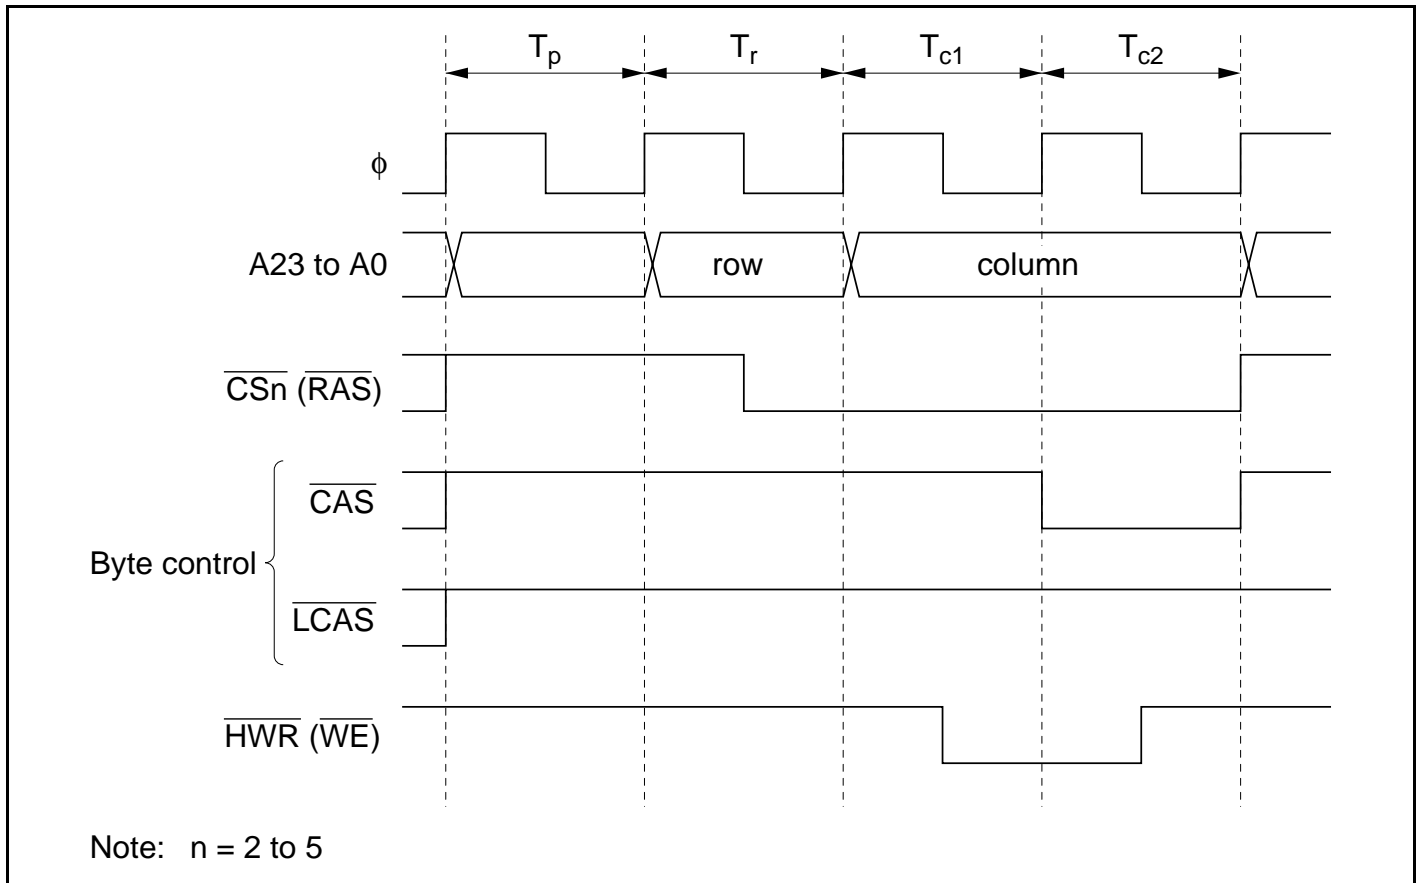 Tp Tr Tc1 Tc2
ϕ
A23 to A0 row column
CSn (RAS)
CAS
Byte control
LCAS
HWR (WE)
Note: n = 2 to 5